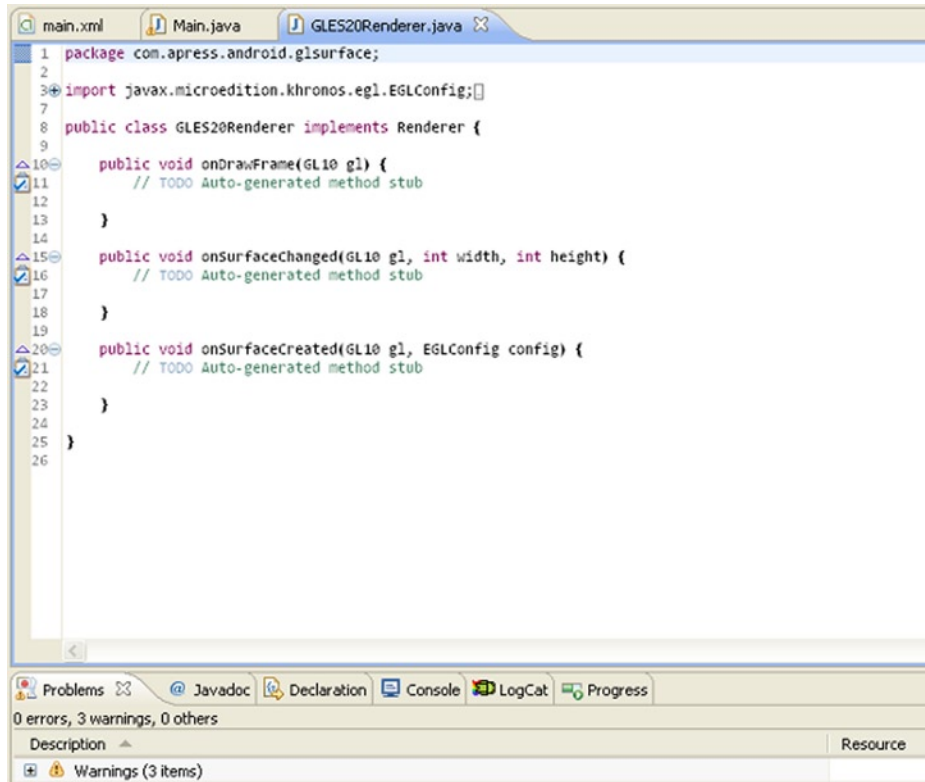 main.xml Main.java GLES20Renderer.java
1 package com.apress.android.glsurface;
2
3 import javax.microedition.khronos.egl.EGLConfig;
7
8 public class GLES20Renderer implements Renderer {
9
10 public void onDrawFrame(GL10 gl) {
11 // TODO Auto-generated method stub
12
13 }
14
15 public void onSurfaceChanged(GL10 gl, int width, int height) {
16 // TODO Auto-generated method stub
17
18 }
19
20 public void onSurfaceCreated(GL10 gl, EGLConfig config) {
21 // TODO Auto-generated method stub
22
23 }
24
25 }
26
Problems @ Javadoc Declaration Console LogCat Progress
0 errors, 3 warnings, 0 others
Description Resource
Warnings (3 items)